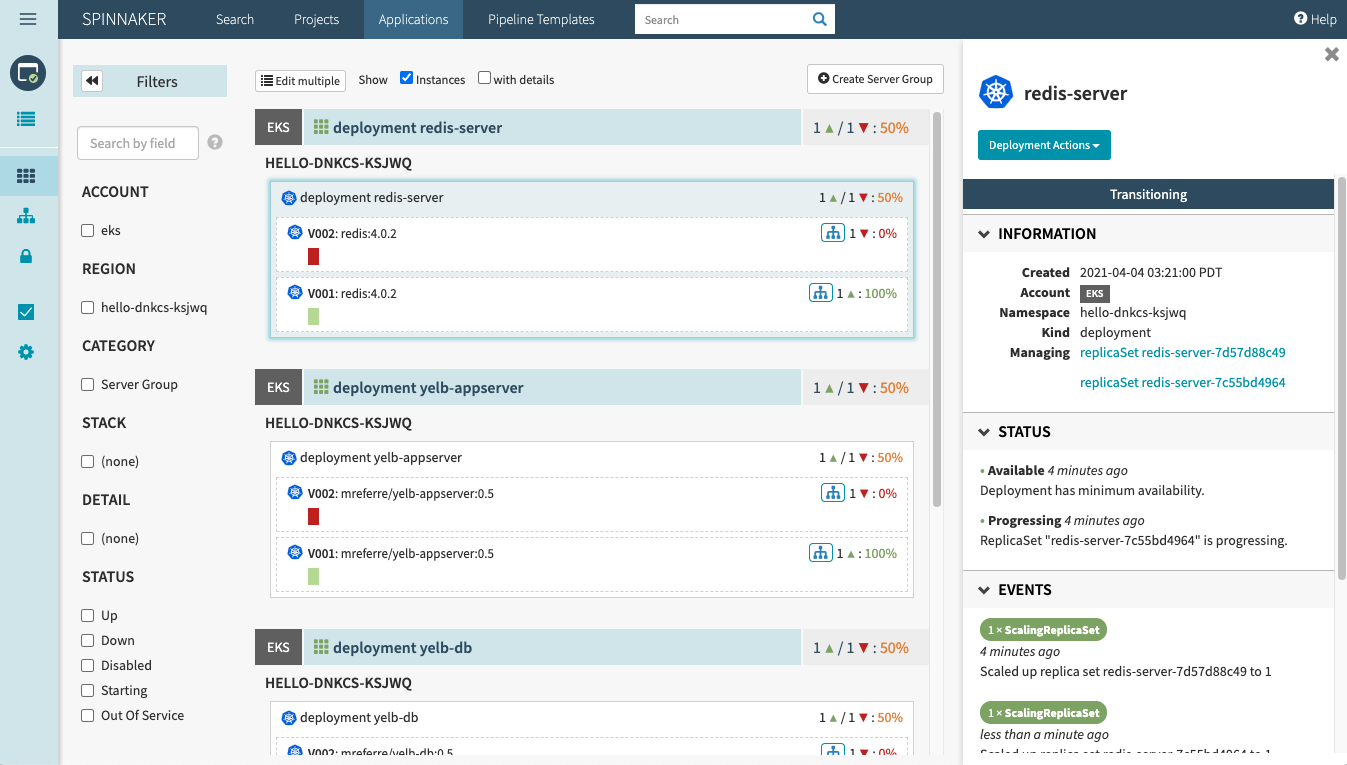 SPINNAKER Search Projects Applications Pipeline Templates Search Help
Filters
Search by field
ACCOUNT
eks
REGION
hello-dnkcs-ksjwq
CATEGORY
Server Group
STACK
(none)
DETAIL
(none)
STATUS
Up
Down
Disabled
Starting
Out Of Service
Edit multiple Show Instances with details Create Server Group
EKS deployment redis-server 1 ▲ / 1 ▼ : 50%
HELLO-DNKCS-KSJWQ
deployment redis-server 1 ▲ / 1 ▼ : 50%
V002: redis:4.0.2 1 ▼ : 0%
V001: redis:4.0.2 1 ▲ : 100%
EKS deployment yelb-appserver 1 ▲ / 1 ▼ : 50%
HELLO-DNKCS-KSJWQ
deployment yelb-appserver 1 ▲ / 1 ▼ : 50%
V002: mreferre/yelb-appserver:0.5 1 ▼ : 0%
V001: mreferre/yelb-appserver:0.5 1 ▲ : 100%
EKS deployment yelb-db 1 ▲ / 1 ▼ : 50%
HELLO-DNKCS-KSJWQ
deployment yelb-db 1 ▲ / 1 ▼ : 50%
V002: mreferre/yelb-db:0.5 1 ▼ : 0%
redis-server
Deployment Actions
Transitioning
INFORMATION
Created 2021-04-04 03:21:00 PDT
Account EKS
Namespace hello-dnkcs-ksjwq
Kind deployment
Managing replicaSet redis-server-7d57d88c49
replicaSet redis-server-7c55bd4964
STATUS
• Available 4 minutes ago
Deployment has minimum availability.
• Progressing 4 minutes ago
ReplicaSet "redis-server-7c55bd4964" is progressing.
EVENTS
1 × ScalingReplicaSet
4 minutes ago
Scaled up replica set redis-server-7d57d88c49 to 1
1 × ScalingReplicaSet
less than a minute ago
Scaled up replica set redis-server-7c55bd4964 to 1